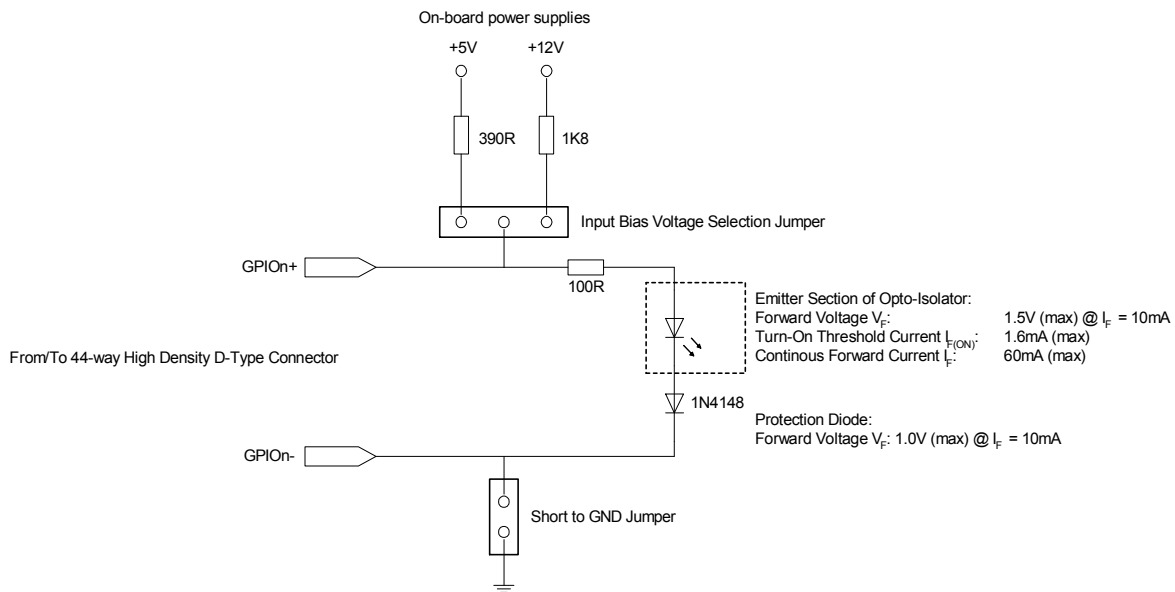 On-board power supplies
+5V
+12V
390R
1K8
Input Bias Voltage Selection Jumper
GPIOn+
100R
Emitter Section of Opto-Isolator:
Forward Voltage VF: 1.5V (max) @ IF = 10mA
Turn-On Threshold Current IF(ON): 1.6mA (max)
Continous Forward Current IF: 60mA (max)
From/To 44-way High Density D-Type Connector
1N4148
Protection Diode:
Forward Voltage VF: 1.0V (max) @ IF = 10mA
GPIOn-
Short to GND Jumper